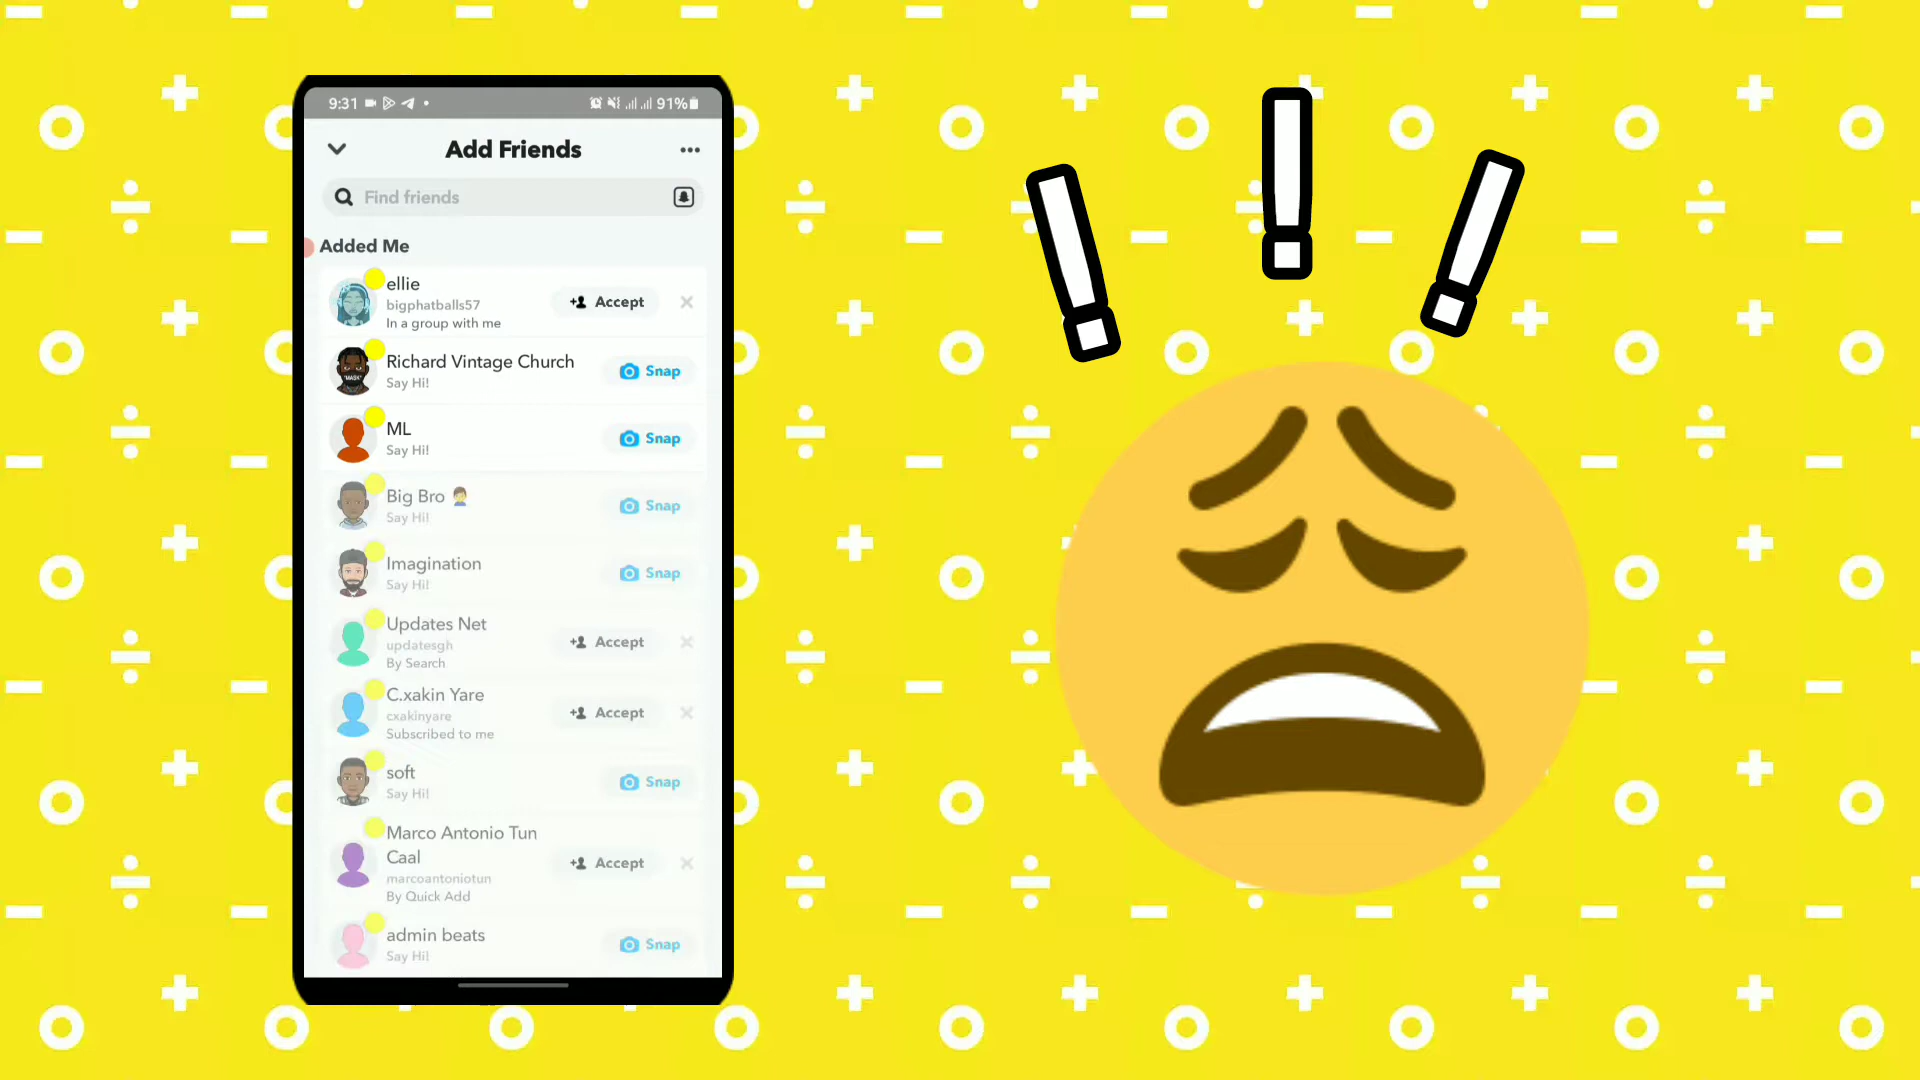 9:31 91%
Add Friends
Find friends
Added Me
ellie
bigphatballs57
In a group with me
Accept
Richard Vintage Church
Say Hi!
Snap
"MASK"
ML
Say Hi!
Snap
Big Bro 🤦‍♂️
Say Hi!
Snap
Imagination
Say Hi!
Snap
Updates Net
updatesgh
By Search
Accept
C.xakin Yare
cxakinyare
Subscribed to me
Accept
soft
Say Hi!
Snap
Marco Antonio Tun
Caal
marcoantoniotun
By Quick Add
Accept
admin beats
Say Hi!
Snap